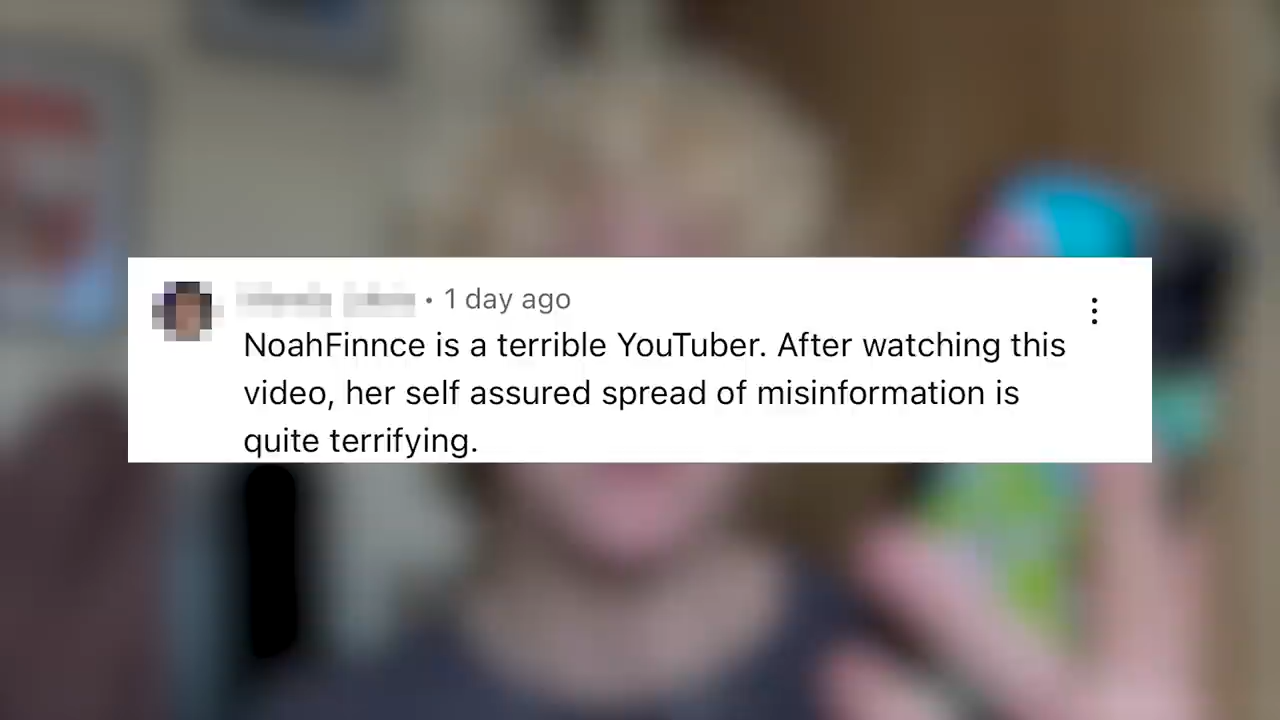 • 1 day ago
NoahFinnce is a terrible YouTuber. After watching this
video, her self assured spread of misinformation is
quite terrifying.